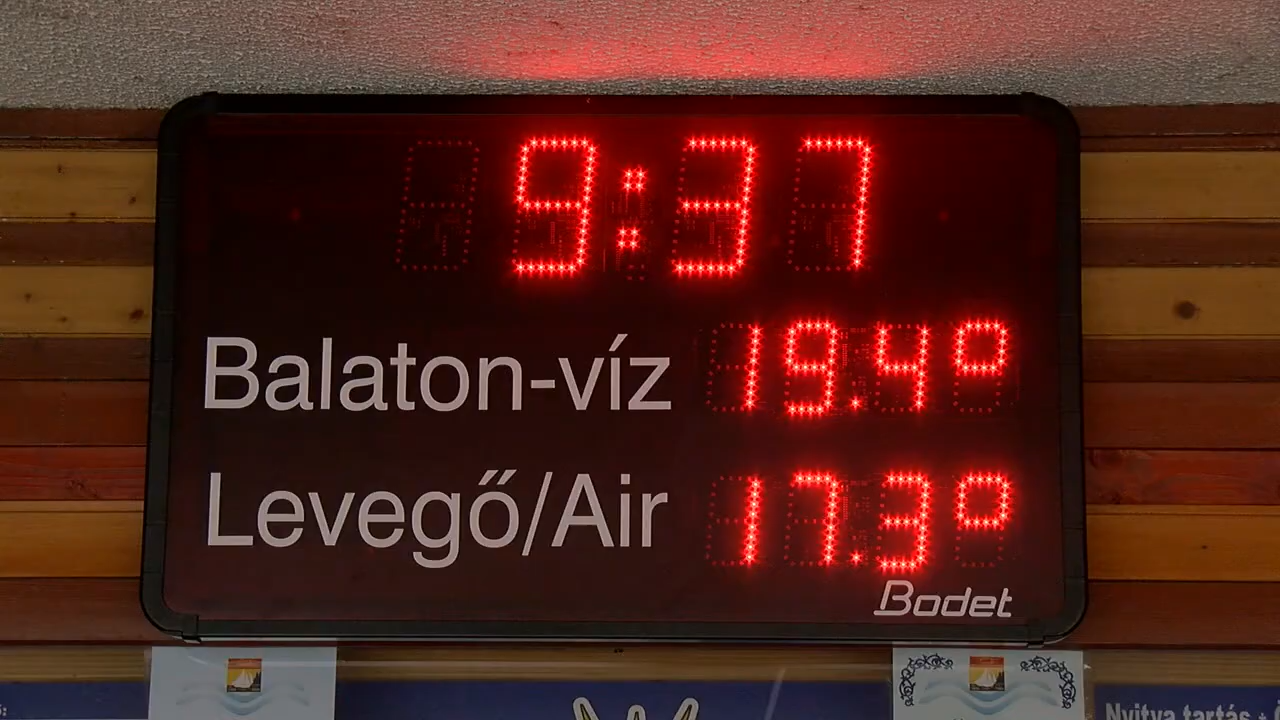 9:37
Balaton-víz 19.4°
Levegő/Air 17.3°
Bodet
Nyitva tartás